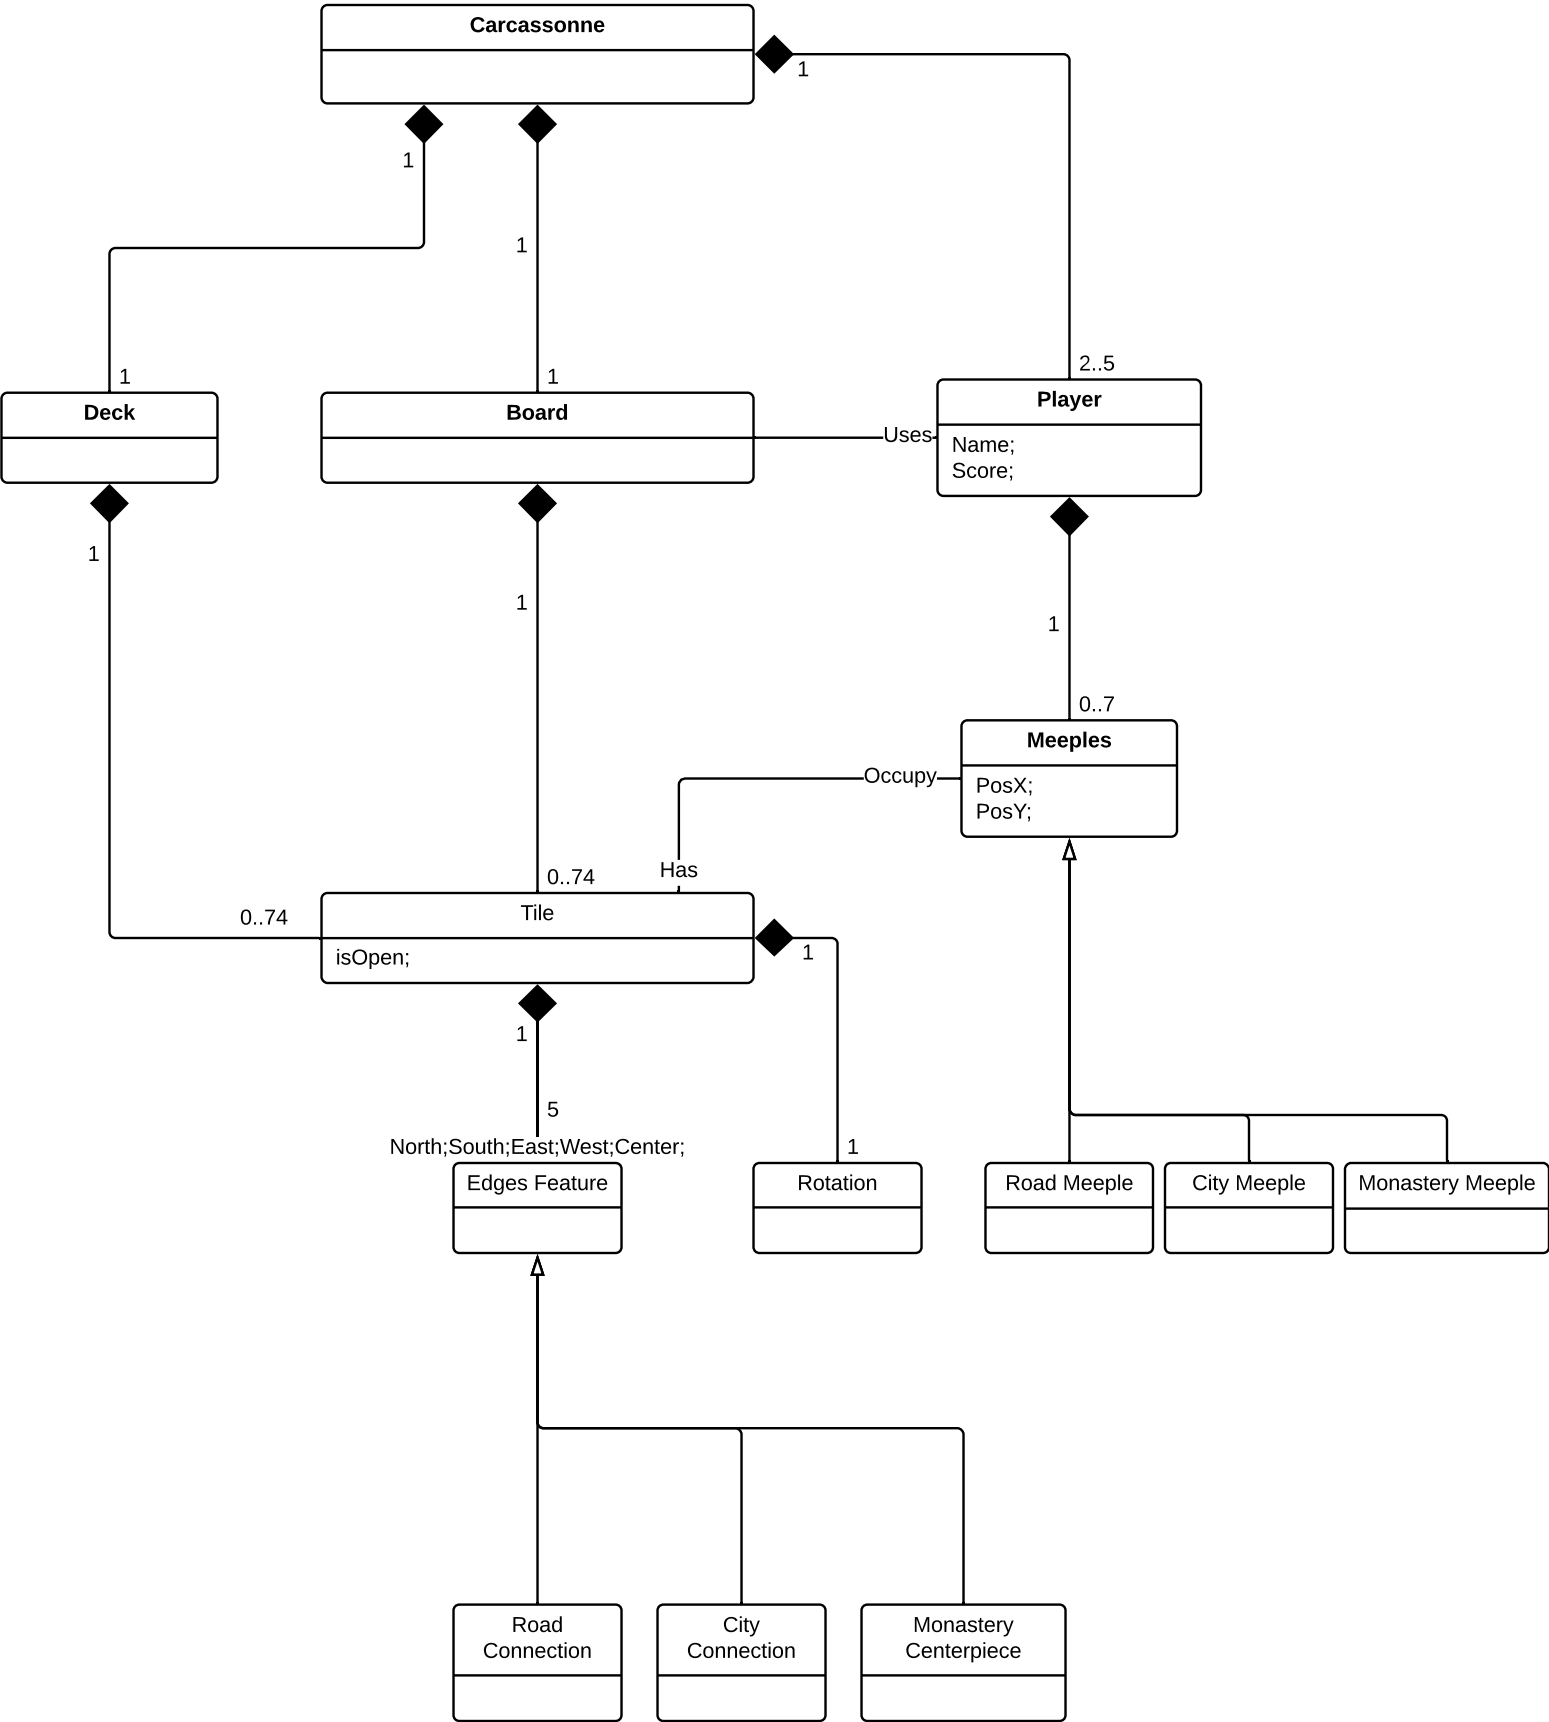 Carcassonne
1
1
1
1
1
2..5
Deck
Board
Player
Uses
Name;
Score;
1
1
1
0..7
Meeples
Occupy
PosX;
PosY;
Has
0..74
0..74
Tile
isOpen;
1
1
5
North;South;East;West;Center;
1
Edges Feature
Rotation
Road Meeple
City Meeple
Monastery Meeple
Road
Connection
City
Connection
Monastery
Centerpiece